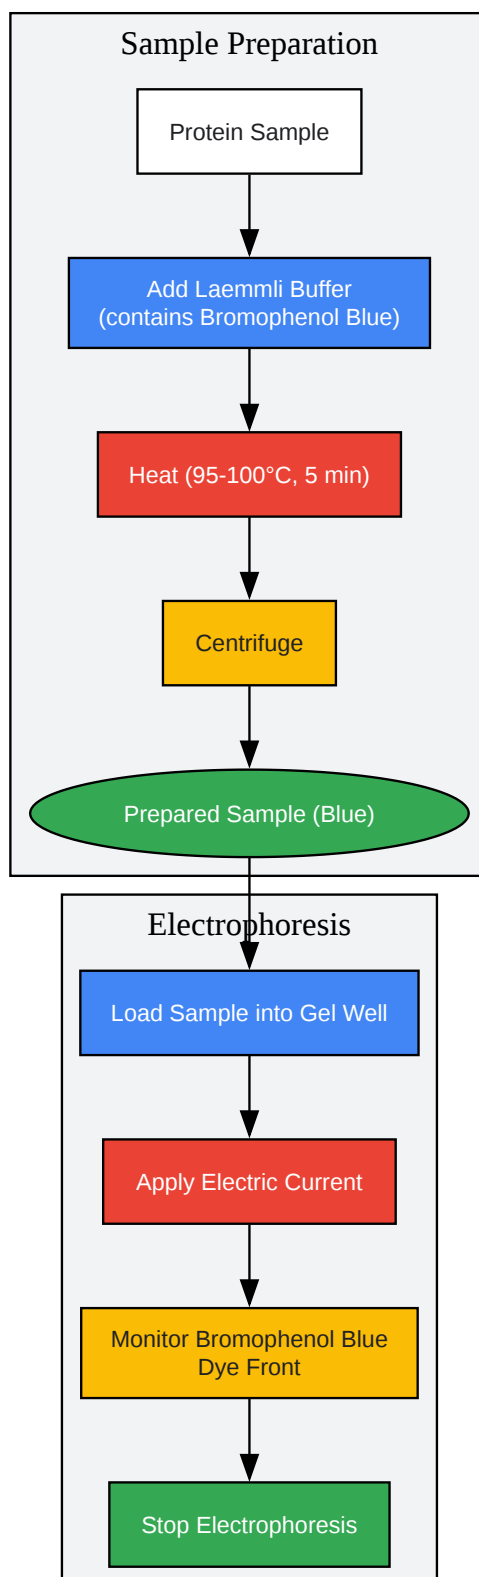 Sample Preparation
Protein Sample
Add Laemmli Buffer
(contains Bromophenol Blue)
Heat (95-100°C, 5 min)
Centrifuge
Prepared Sample (Blue)
Electrophoresis
Load Sample into Gel Well
Apply Electric Current
Monitor Bromophenol Blue
Dye Front
Stop Electrophoresis